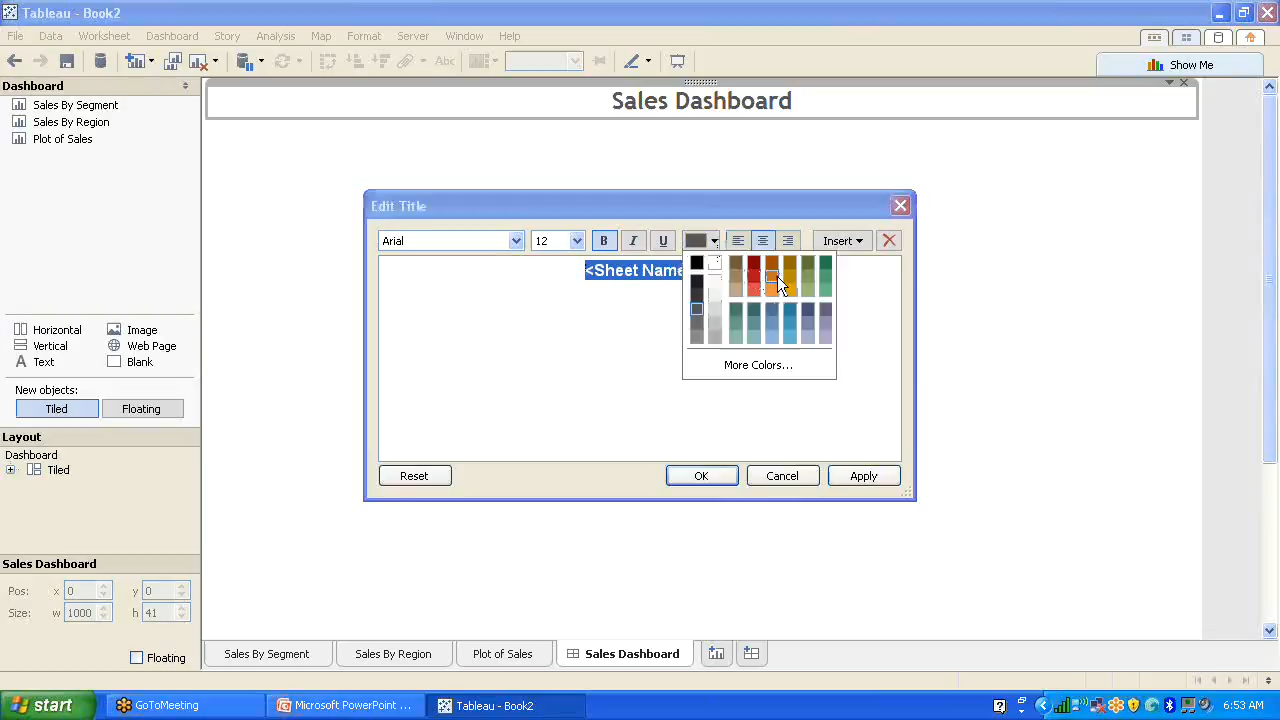 Tableau - Book2
File Data Worksheet Dashboard Story Analysis Map Format Server Window Help
Abc
Show Me
Dashboard
Sales By Segment
Sales By Region
Plot of Sales
Sales Dashboard
Edit Title
Arial 12 B I U Insert
<Sheet Name
More Colors...
Reset OK Cancel Apply
Horizontal Image
Vertical Web Page
A Text Blank
New objects:
Tiled Floating
Layout
Dashboard
Tiled
Sales Dashboard
Pos: x 0 y 0
Size: w 1000 h 41
Floating
Sales By Segment Sales By Region Plot of Sales Sales Dashboard
start GoToMeeting Microsoft PowerPoint ... Tableau - Book2 6:53 AM